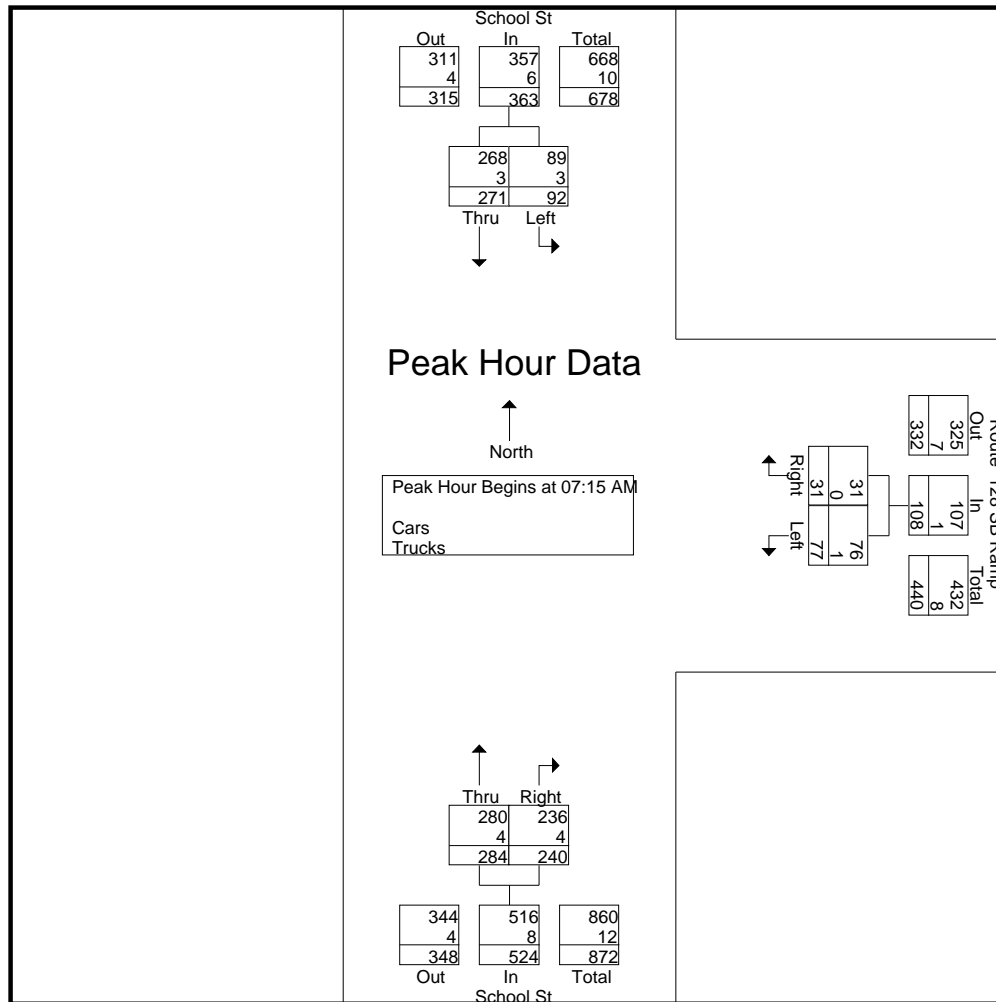 School St
Out In Total
311 357 668
4 6 10
315 363 678
268 89
3 3
271 92
Thru Left
Peak Hour Data
North
Peak Hour Begins at 07:15 AM
Cars
Trucks
Route 128 SB Ramp
Out In Total
325 107 432
7 1 8
332 108 440
31 76
0 1
31 77
Right Left
Thru Right
280 236
4 4
284 240
344 516 860
4 8 12
348 524 872
Out In Total
School St